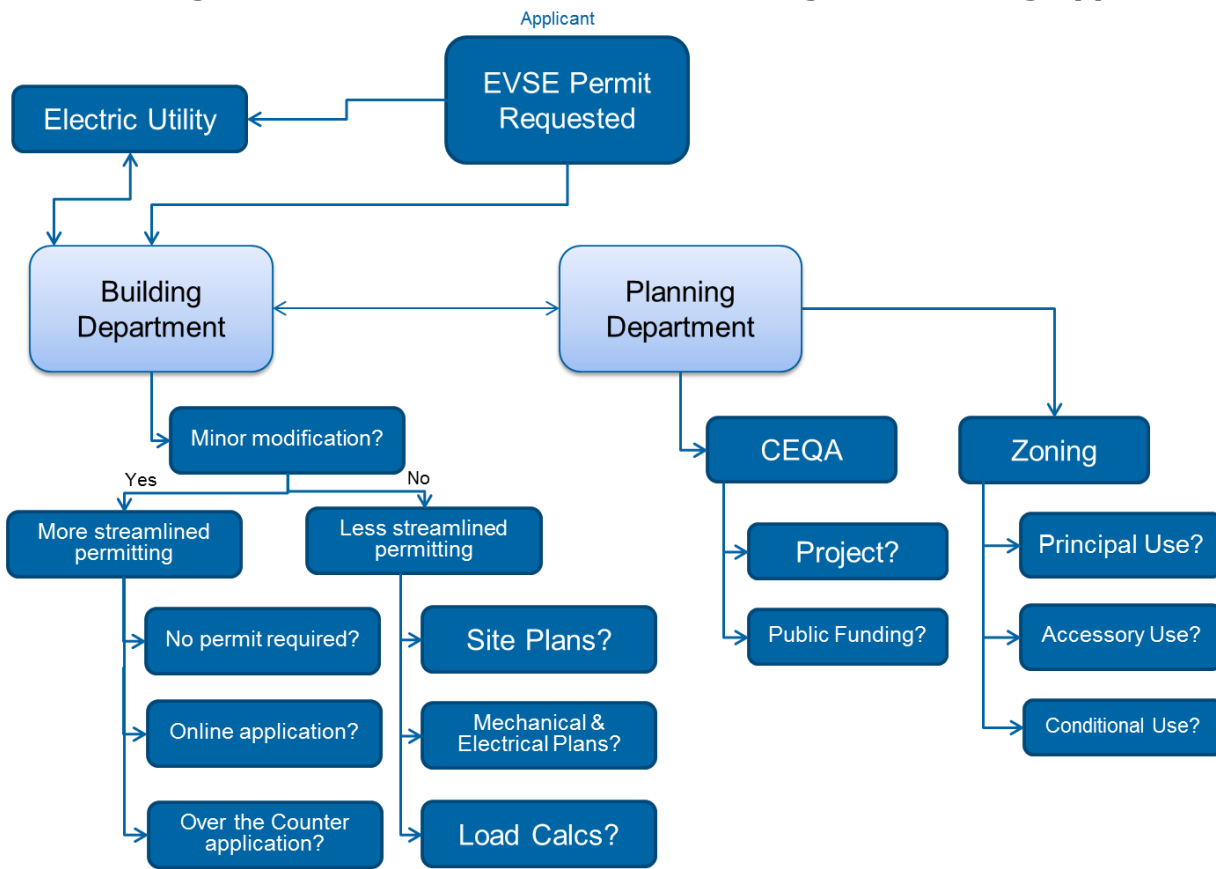 Applicant
EVSE Permit
Requested
Electric Utility
Building
Department
Planning
Department
Minor modification?
CEQA
Zoning
Yes
No
More streamlined
permitting
Less streamlined
permitting
Project?
Principal Use?
No permit required?
Site Plans?
Public Funding?
Accessory Use?
Online application?
Mechanical &
Electrical Plans?
Conditional Use?
Over the Counter
application?
Load Calcs?